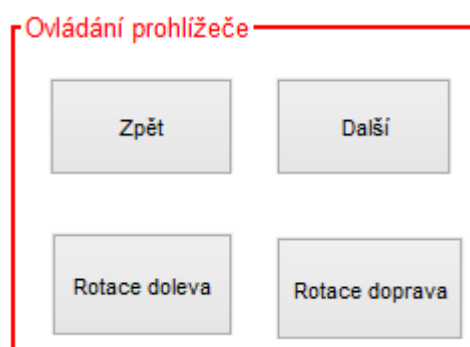 Ovládání prohlížeče
Zpět
Další
Rotace doleva
Rotace doprava